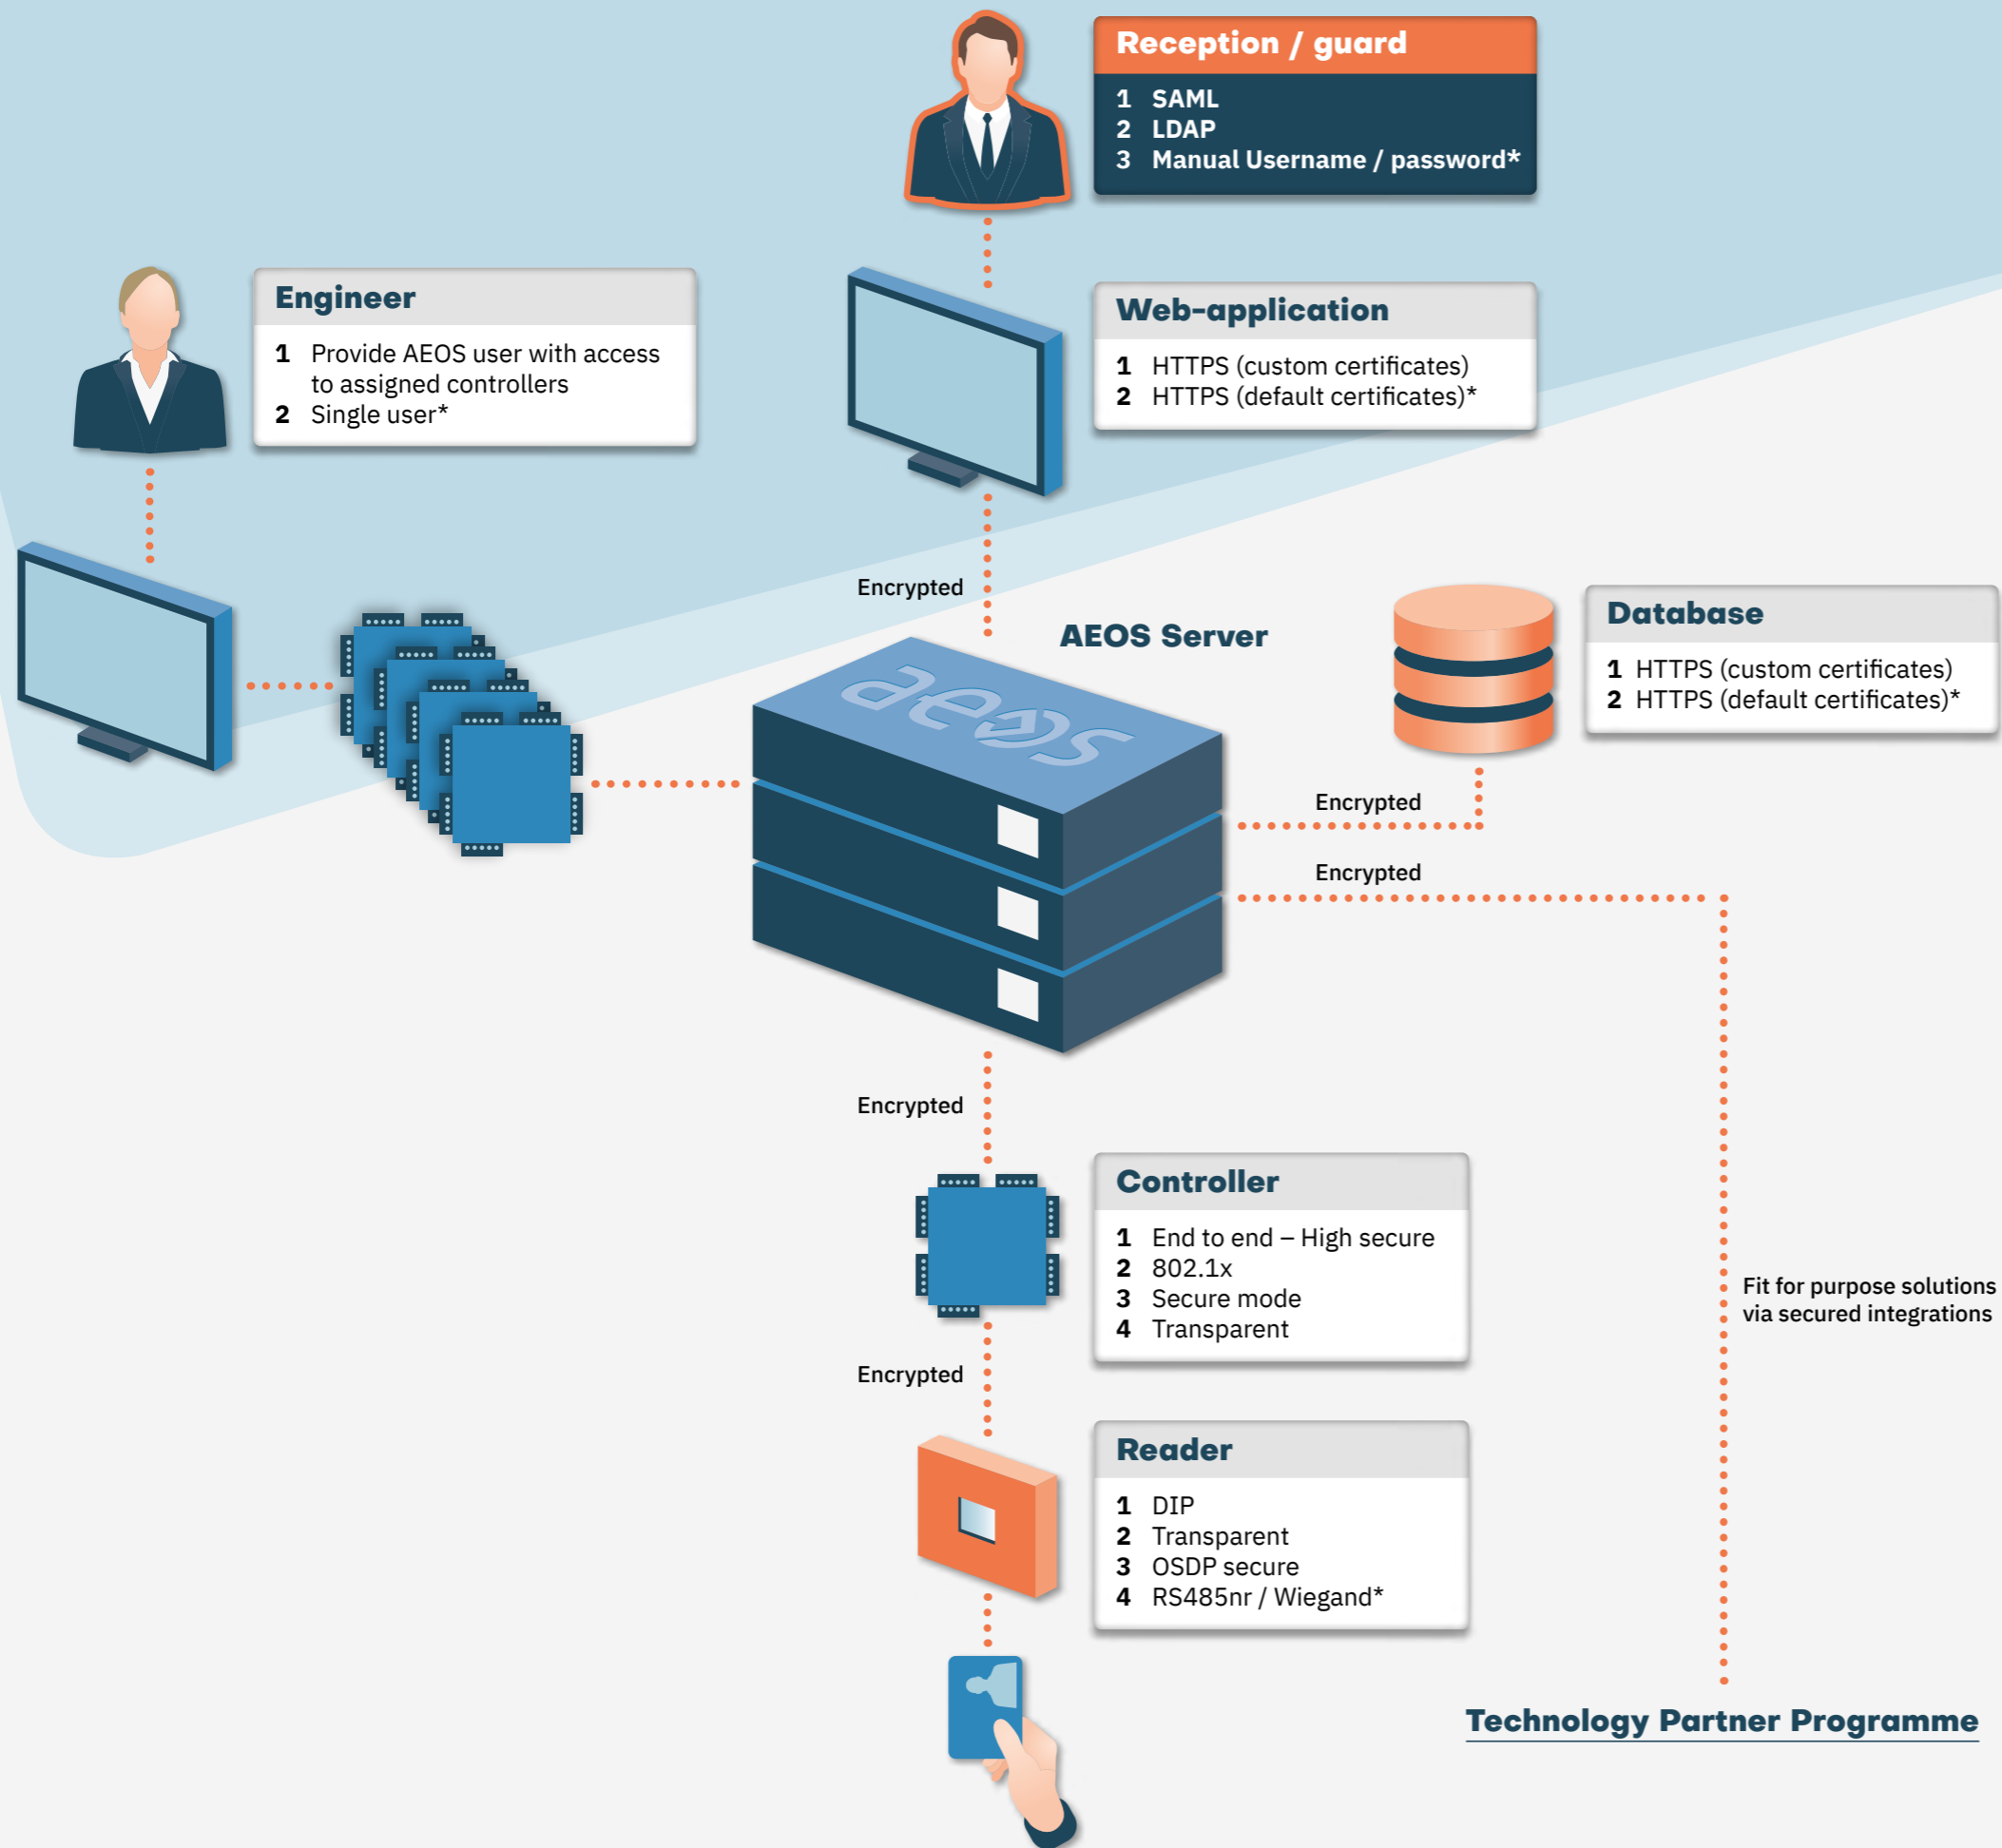 Reception / guard
1 SAML
2 LDAP
3 Manual Username / password*
Engineer
1 Provide AEOS user with access
to assigned controllers
2 Single user*
Web-application
1 HTTPS (custom certificates)
2 HTTPS (default certificates)*
Encrypted
AEOS Server
aeos
Database
1 HTTPS (custom certificates)
2 HTTPS (default certificates)*
Encrypted
Encrypted
Encrypted
Controller
1 End to end – High secure
2 802.1x
3 Secure mode
4 Transparent
Fit for purpose solutions
via secured integrations
Encrypted
Reader
1 DIP
2 Transparent
3 OSDP secure
4 RS485nr / Wiegand*
Technology Partner Programme